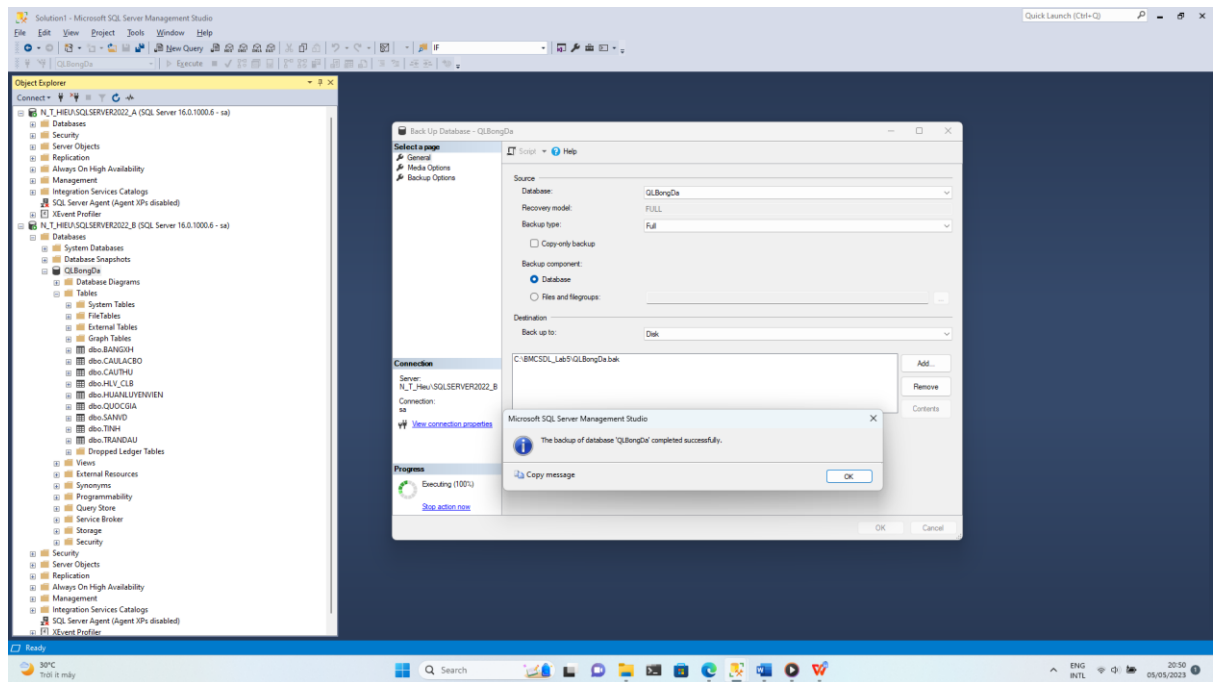 Solution1 - Microsoft SQL Server Management Studio
Quick Launch (Ctrl+Q)
File Edit View Project Tools Window Help
New Query
IF
QLBongDa
Execute
Object Explorer
Connect
N_T_HIEU\SQLSERVER2022_A (SQL Server 16.0.1000.6 - sa)
Databases
Security
Server Objects
Replication
Always On High Availability
Management
Integration Services Catalogs
SQL Server Agent (Agent XPs disabled)
XEvent Profiler
N_T_HIEU\SQLSERVER2022_B (SQL Server 16.0.1000.6 - sa)
Databases
System Databases
Database Snapshots
QLBongDa
Database Diagrams
Tables
System Tables
FileTables
External Tables
Graph Tables
dbo.BANGXH
dbo.CAULACBO
dbo.CAUTHU
dbo.HLV_CLB
dbo.HUANLUYENVIEN
dbo.QUOCGIA
dbo.SANVD
dbo.TINH
dbo.TRANDAU
Dropped Ledger Tables
Views
External Resources
Synonyms
Programmability
Query Store
Service Broker
Storage
Security
Security
Server Objects
Replication
Always On High Availability
Management
Integration Services Catalogs
SQL Server Agent (Agent XPs disabled)
XEvent Profiler
Back Up Database - QLBongDa
Select a page
General
Media Options
Backup Options
Script
Help
Source
Database:
QLBongDa
Recovery model:
FULL
Backup type:
Full
Copy-only backup
Backup component:
Database
Files and filegroups:
...
Destination
Back up to:
Disk
C:\BMCSDL_Lab5\QLBongDa.bak
Add...
Remove
Contents
Connection
Server:
N_T_Hieu\SQLSERVER2022_B
Connection:
sa
View connection properties
Progress
Executing (100%)
Stop action now
Microsoft SQL Server Management Studio
The backup of database 'QLBongDa' completed successfully.
Copy message
OK
OK
Cancel
Ready
30°C
Trời ít mây
Search
ENG
INTL
20:50
05/05/2023